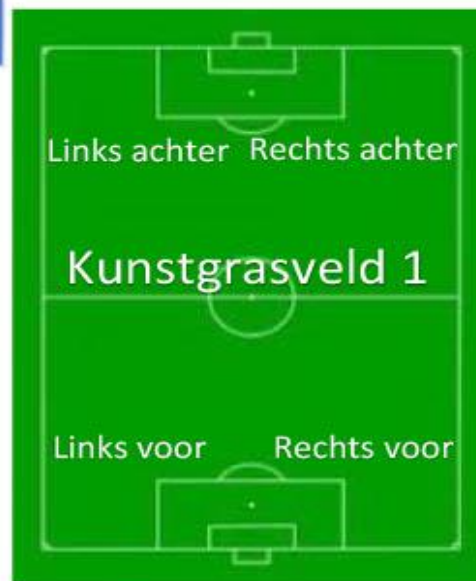 Links achter Rechts achter
Kunstgrasveld 1
Links voor Rechts voor